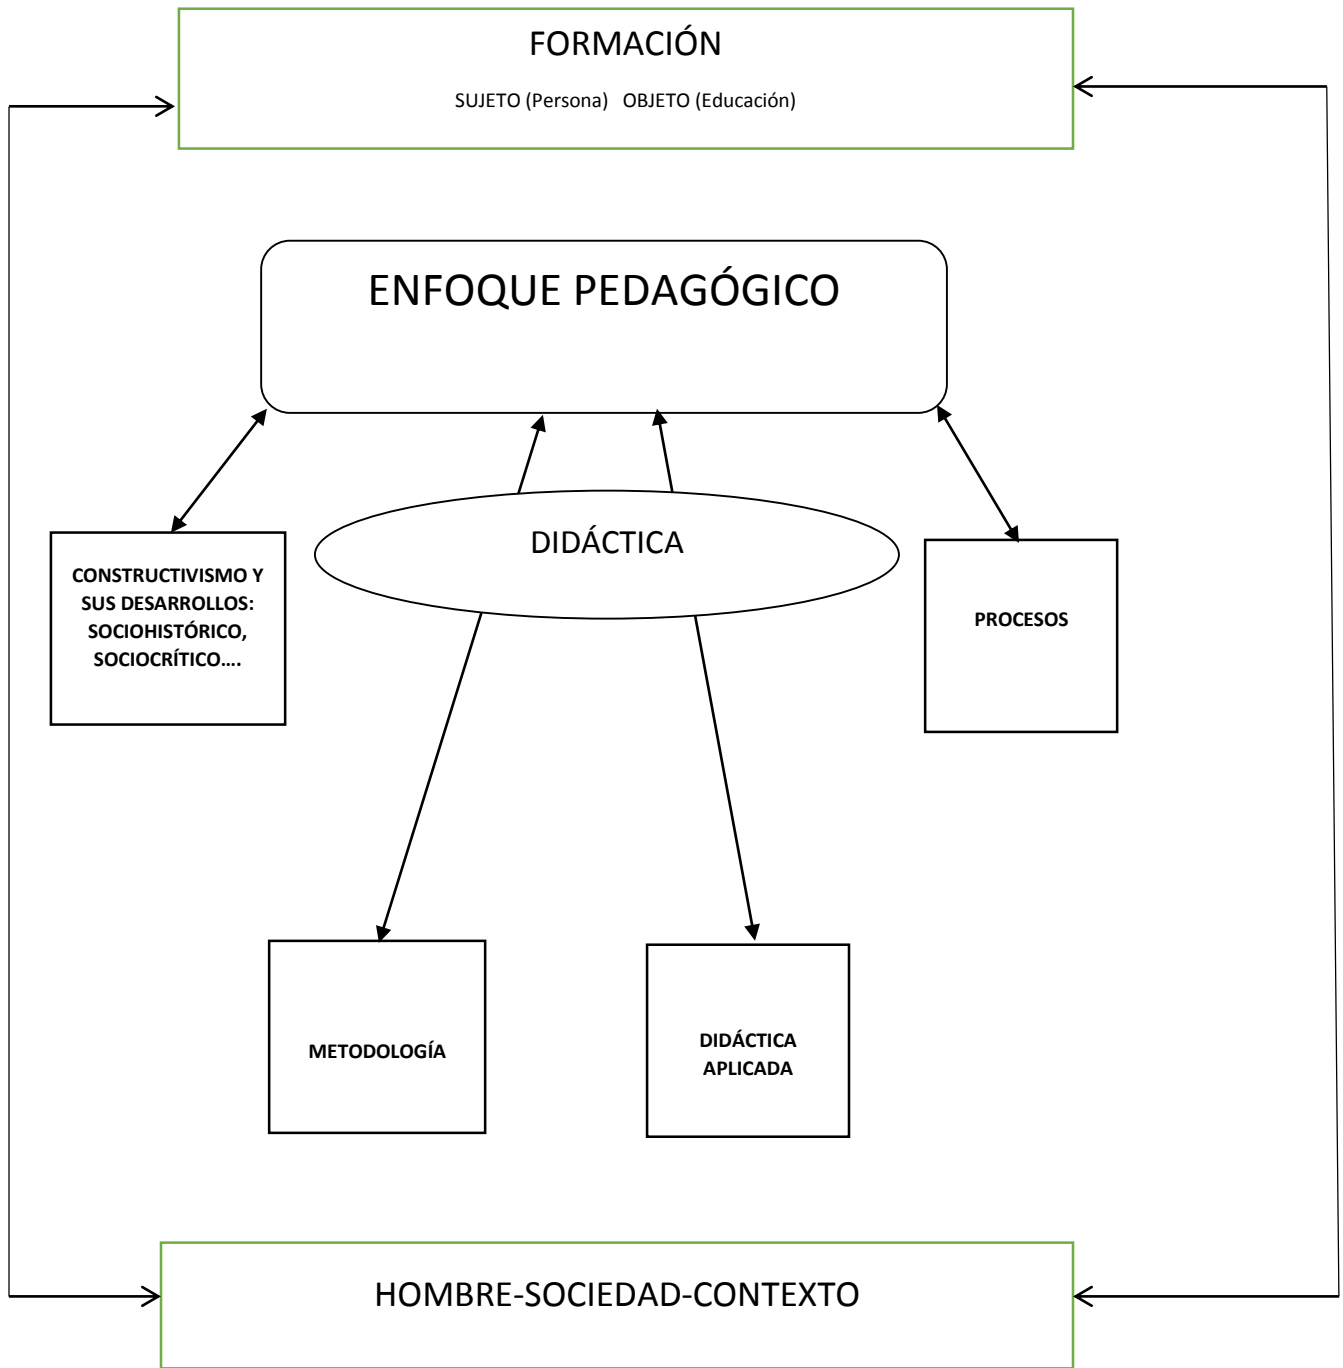 FORMACIÓN
SUJETO (Persona) OBJETO (Educación)
ENFOQUE PEDAGÓGICO
DIDÁCTICA
CONSTRUCTIVISMO Y
SUS DESARROLLOS:
SOCIOHISTÓRICO,
SOCIOCRÍTICO....
PROCESOS
METODOLOGÍA
DIDÁCTICA
APLICADA
HOMBRE-SOCIEDAD-CONTEXTO